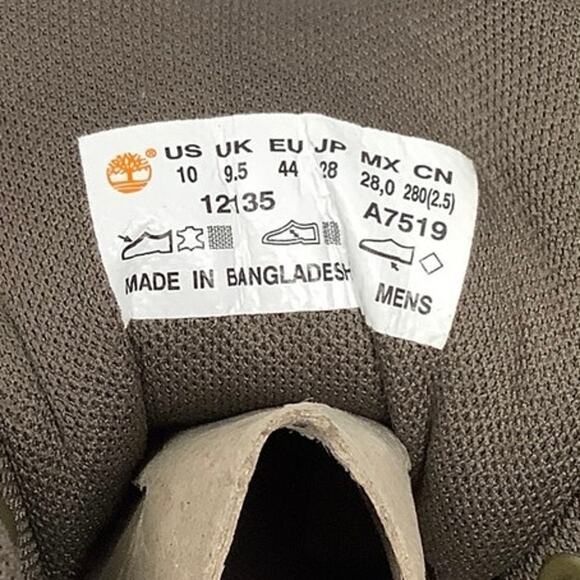 ® US UK EU JP MX CN
10 9.5 44 28 28,0 280(2.5)
12135 A7519
MADE IN BANGLADESH MENS